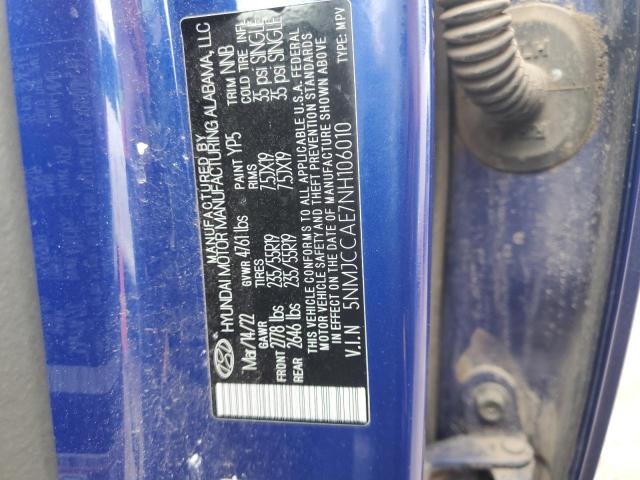 MANUFACTURED BY
HYUNDAI MOTOR MANUFACTURING ALABAMA, LLC
Mar/14/22 GVWR 4761 lbs PAINT YP5 TRIM NNB
GAWR TIRES RIMS COLD TIRE INFL
FRONT 2778 lbs 235/55R19 7.5JX19 35 psi SINGLE
REAR 2646 lbs 235/55R19 7.5JX19 35 psi SINGLE
THIS VEHICLE CONFORMS TO ALL APPLICABLE U.S.A. FEDERAL
MOTOR VEHICLE SAFETY AND THEFT PREVENTION STANDARDS
IN EFFECT ON THE DATE OF MANUFACTURE SHOWN ABOVE
V.I.N 5NMJCCAE7NH106010 TYPE: MPV